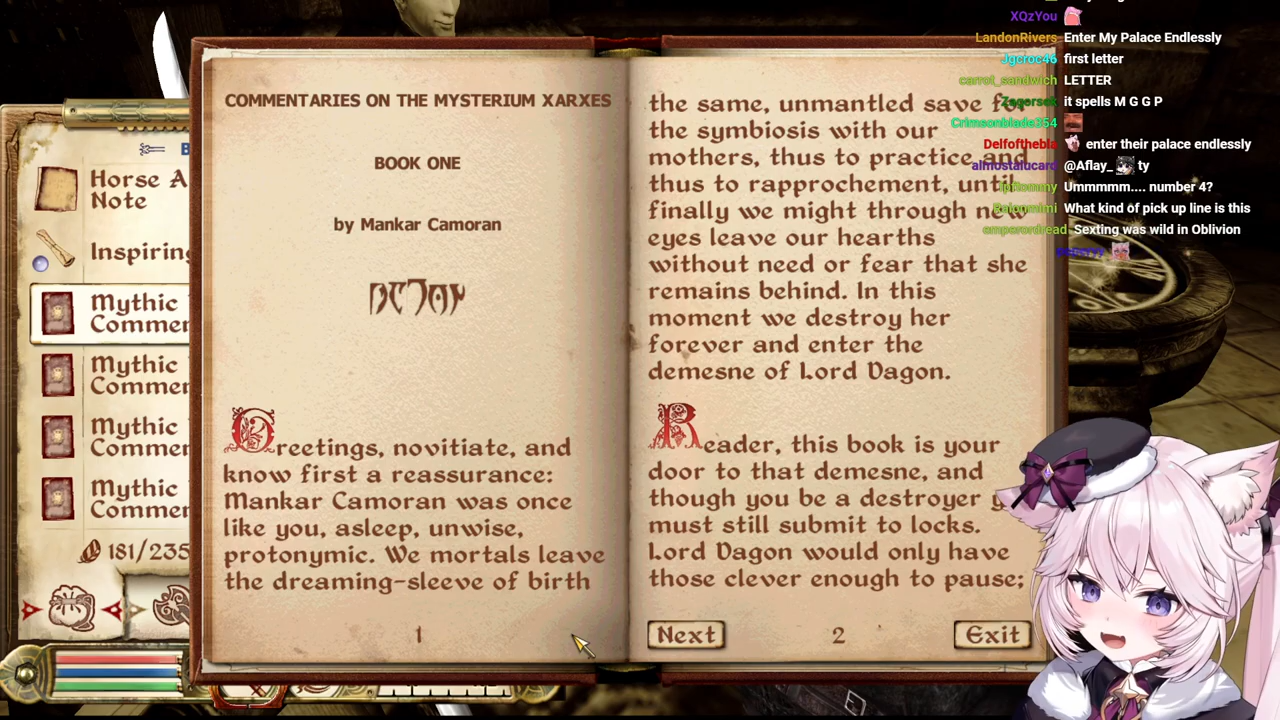 Horse A
Note
Inspiring
Mythic
Commen
Mythic
Commen
Mythic
Commen
Mythic
Commen
181/235
COMMENTARIES ON THE MYSTERIUM XARXES
BOOK ONE
by Mankar Camoran
Greetings, novitiate, and
know first a reassurance:
Mankar Camoran was once
like you, asleep, unwise,
protonymic. We mortals leave
the dreaming-sleeve of birth
1
the same, unmantled save for
the symbiosis with our
mothers, thus to practice and
thus to rapprochement, until
finally we might through new
eyes leave our hearths
without need or fear that she
remains behind. In this
moment we destroy her
forever and enter the
demesne of Lord Dagon.
Reader, this book is your
door to that demesne, and
though you be a destroyer y
must still submit to locks.
Lord Dagon would only have
those clever enough to pause;
Next
2
Exit
XQzYou
LandonRivers Enter My Palace Endlessly
Jgcroc46 first letter
carrot_sandwich LETTER
it spells M G G P
Crimsonblade354
Delfofthebla enter their palace endlessly
almostalucard @Aflay_ ty
Ummmmm.... number 4?
What kind of pick up line is this
emperordread Sexting was wild in Oblivion